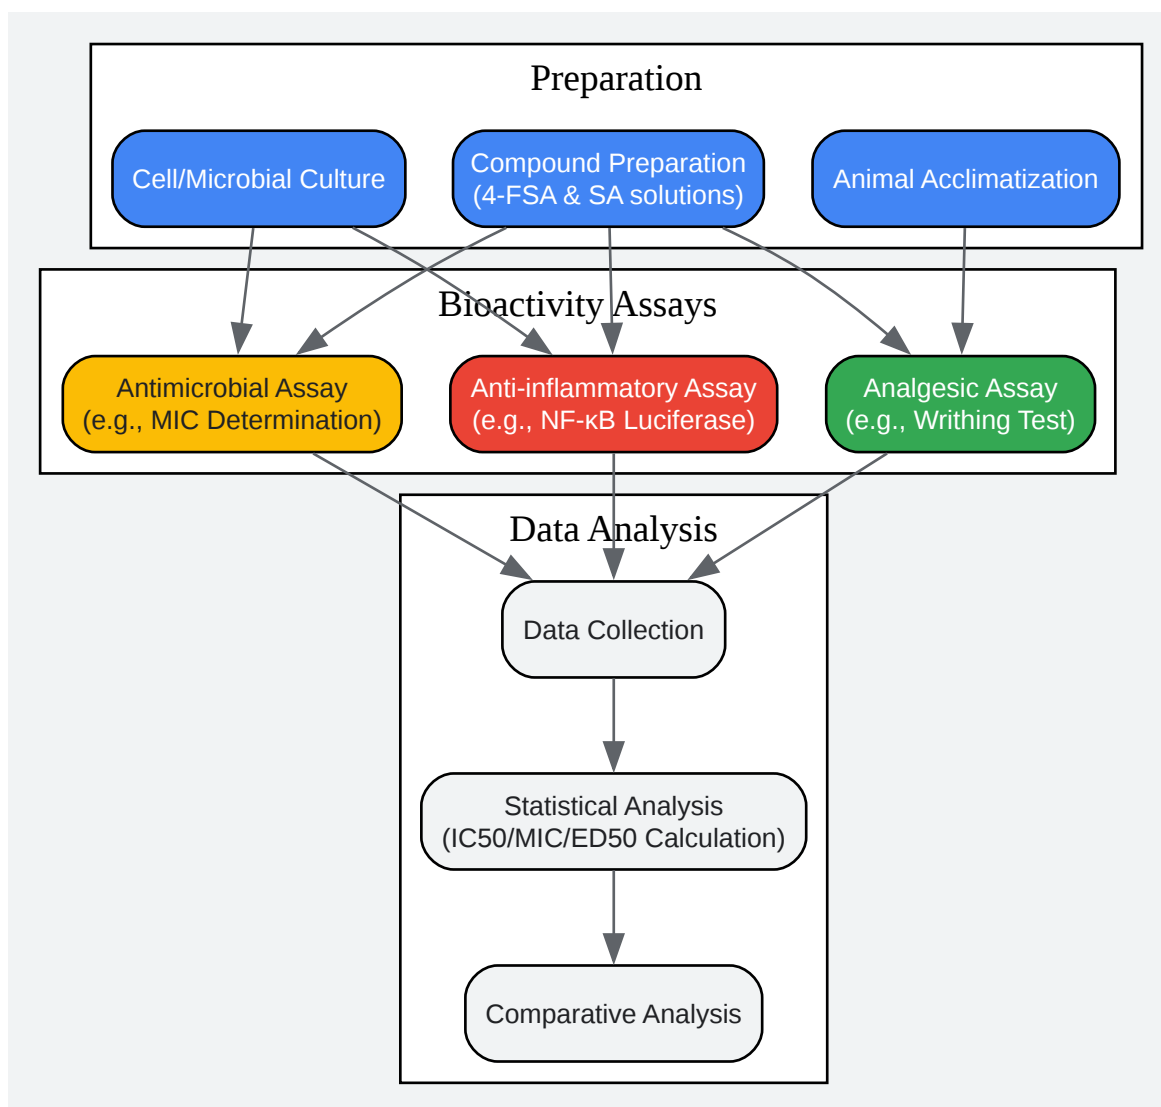 Preparation
Cell/Microbial Culture
Compound Preparation
(4-FSA & SA solutions)
Animal Acclimatization
Bioactivity Assays
Antimicrobial Assay
(e.g., MIC Determination)
Anti-inflammatory Assay
(e.g., NF-κB Luciferase)
Analgesic Assay
(e.g., Writhing Test)
Data Analysis
Data Collection
Statistical Analysis
(IC50/MIC/ED50 Calculation)
Comparative Analysis